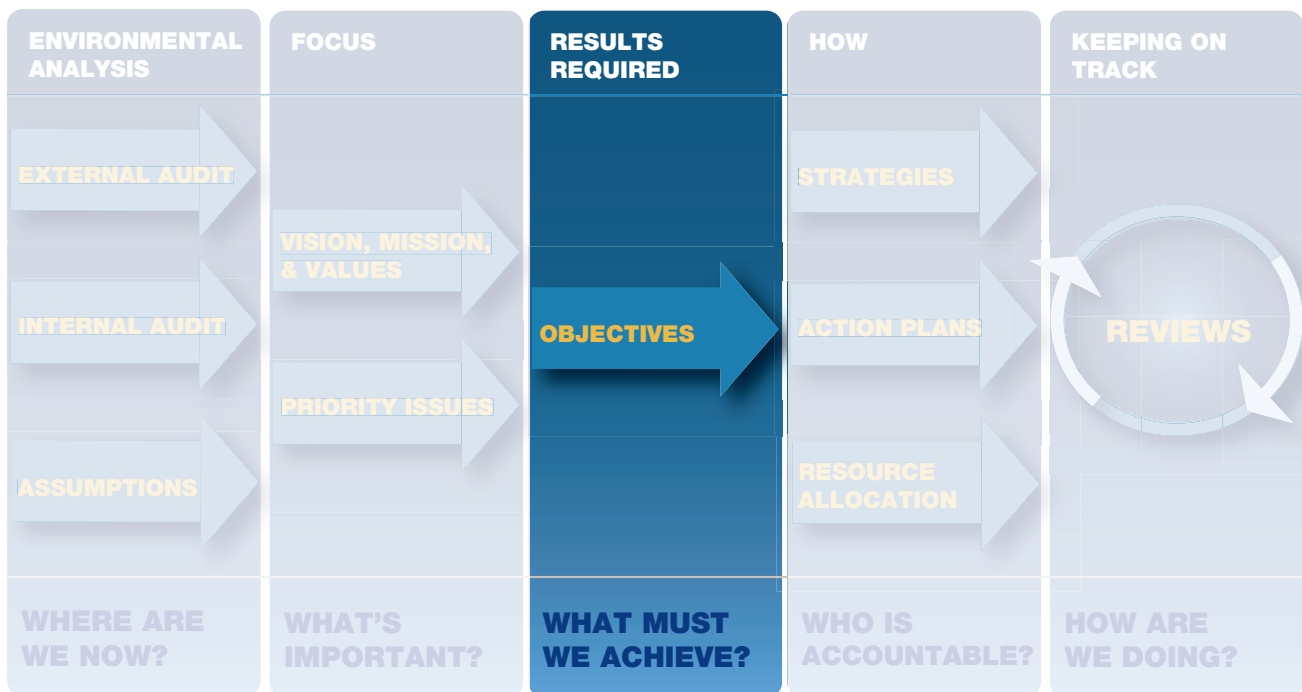 ENVIRONMENTAL
ANALYSIS
EXTERNAL AUDIT
INTERNAL AUDIT
ASSUMPTIONS
WHERE ARE
WE NOW?
FOCUS
VISION, MISSION,
& VALUES
PRIORITY ISSUES
WHAT'S
IMPORTANT?
RESULTS
REQUIRED
OBJECTIVES
WHAT MUST
WE ACHIEVE?
HOW
STRATEGIES
ACTION PLANS
RESOURCE
ALLOCATION
WHO IS
ACCOUNTABLE?
KEEPING ON
TRACK
REVIEWS
HOW ARE
WE DOING?